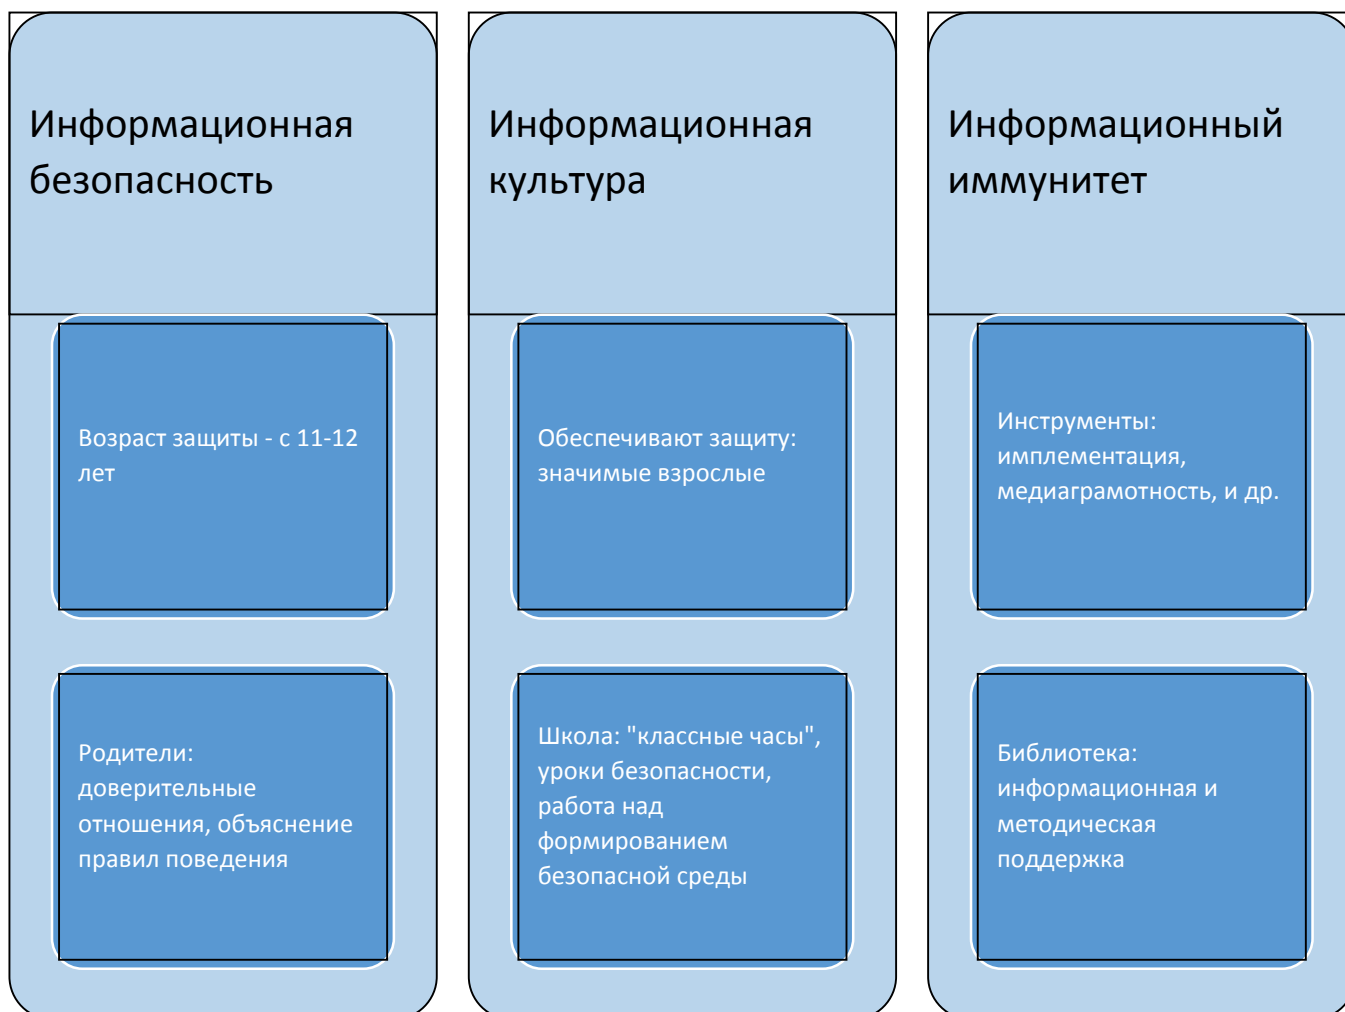 Информационная
безопасность
Возраст защиты - с 11-12
лет
Родители:
доверительные
отношения, объяснение
правил поведения
Информационная
культура
Обеспечивают защиту:
значимые взрослые
Школа: "классные часы",
уроки безопасности,
работа над
формированием
безопасной среды
Информационный
иммунитет
Инструменты:
имплементация,
медиаграмотность, и др.
Библиотека:
информационная и
методическая
поддержка